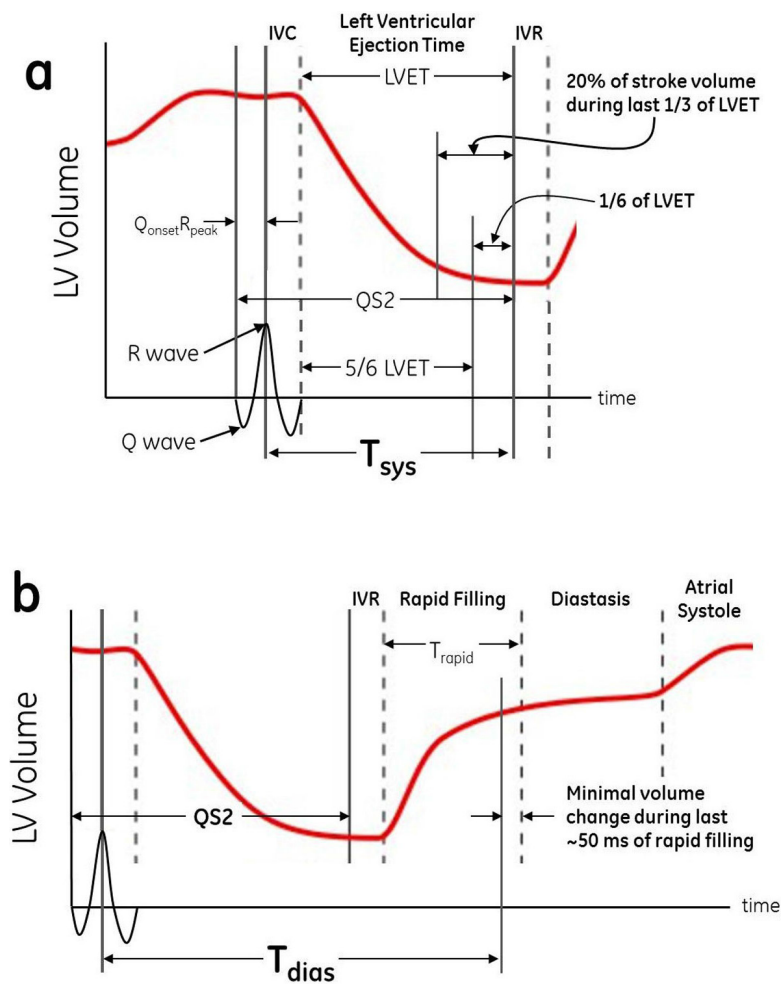 a
IVC
Left Ventricular
Ejection Time
IVR
LVET
20% of stroke volume
during last 1/3 of LVET
1/6 of LVET
LV Volume
QonsetRpeak
QS2
R wave
5/6 LVET
time
Q wave
Tsys
b
IVR
Rapid Filling
Diastasis
Atrial
Systole
Trapid
LV Volume
QS2
Minimal volume
change during last
~50 ms of rapid filling
time
Tdias